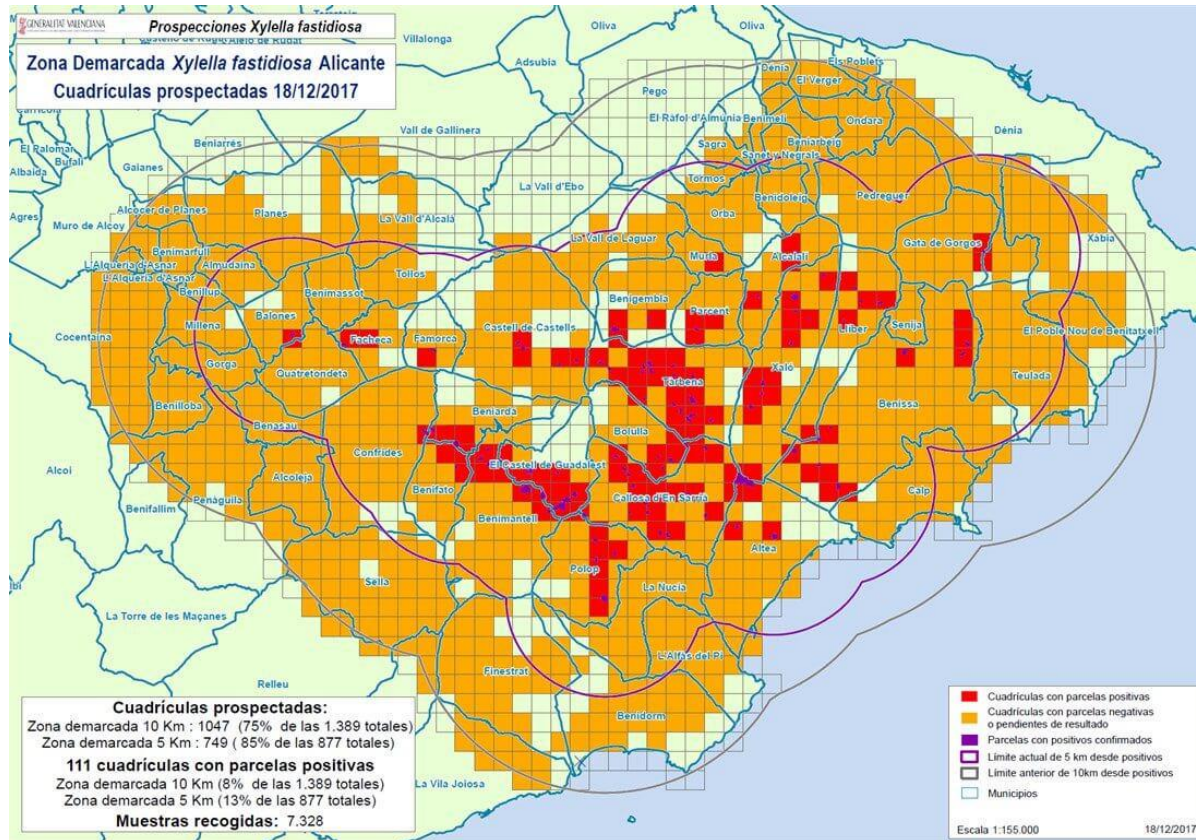 GENERALITAT VALENCIANA
Prospecciones Xylella fastidiosa
Zona Demarcada Xylella fastidiosa Alicante
Cuadrículas prospectadas 18/12/2017
Oliva
Oliva
Villalonga
Adsubia
Pego
Dénia
Els Poblets
El Verger
El Ràfol d'Almúnia
Benimeli
Ondara
Beniarbeig
Dénia
Sagra
Sanet y Negrals
Tormos
Vall de Gallinera
Beniarrés
El Palomar
Bufali
Albaida
Gaianes
La Vall d'Ebo
Benidoleig
Pedreguer
Agres
Alcocer de Planes
Planes
La Vall d'Alcalà
Orba
Muro de Alcoy
La Vall de Laguar
Gata de Gorgos
Xàbia
Benimarfull
L'Alqueria d'Asnar
Almudaina
L'Alqueria d'Asnar
Tollos
Murla
Alcalalí
Benillup
Benimassot
Benigembla
Parcent
Balones
Millena
Castell de Castells
Llíber
Senija
El Poble Nou de Benitatxell
Cocentaina
Facheca
Famorca
Gorga
Quatretondeta
Tàrbena
Xaló
Teulada
Benilloba
Beniarda
Benissa
Benasau
Bolulla
Confrides
Alcoi
El Castell de Guadalest
Alcoleja
Benifato
Callosa d'En Sarrià
Calp
Penàguila
Benifallim
Benimantell
Altea
Polop
Sella
La Nucia
La Torre de les Maçanes
L'Alfàs del Pi
Finestrat
Relleu
Benidorm
La Vila Joiosa
Cuadrículas prospectadas:
Zona demarcada 10 Km : 1047 (75% de las 1.389 totales)
Zona demarcada 5 Km : 749 ( 85% de las 877 totales)
111 cuadrículas con parcelas positivas
Zona demarcada 10 Km (8% de las 1.389 totales)
Zona demarcada 5 Km (13% de las 877 totales)
Muestras recogidas: 7.328
Cuadrículas con parcelas positivas
Cuadrículas con parcelas negativas
o pendientes de resultado
Parcelas con positivos confirmados
Límite actual de 5 km desde positivos
Límite anterior de 10km desde positivos
Municipios
Escala 1:155.000
18/12/2017